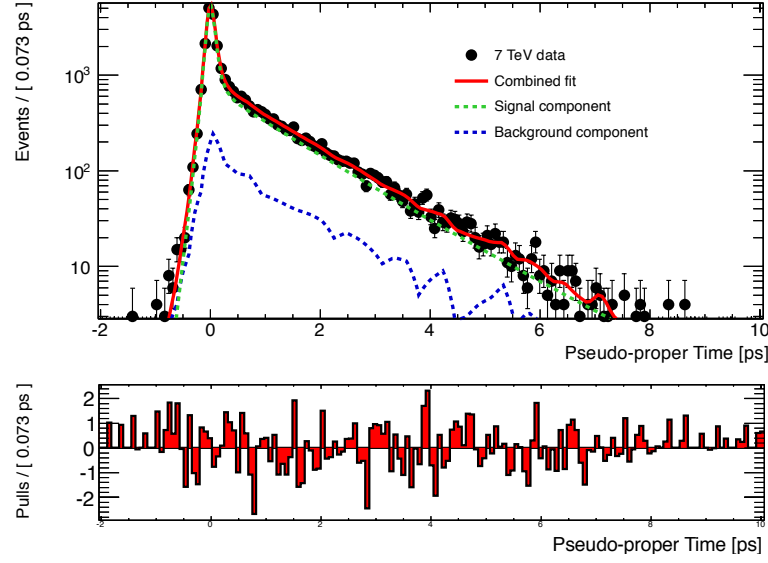 Events / [ 0.073 ps ]
10³
10²
10
7 TeV data
Combined fit
Signal component
Background component
-2 0 2 4 6 8 10
Pseudo-proper Time [ps]
Pulls / [ 0.073 ps ]
2
1
0
-1
-2
-2 0 2 4 6 8 10
Pseudo-proper Time [ps]